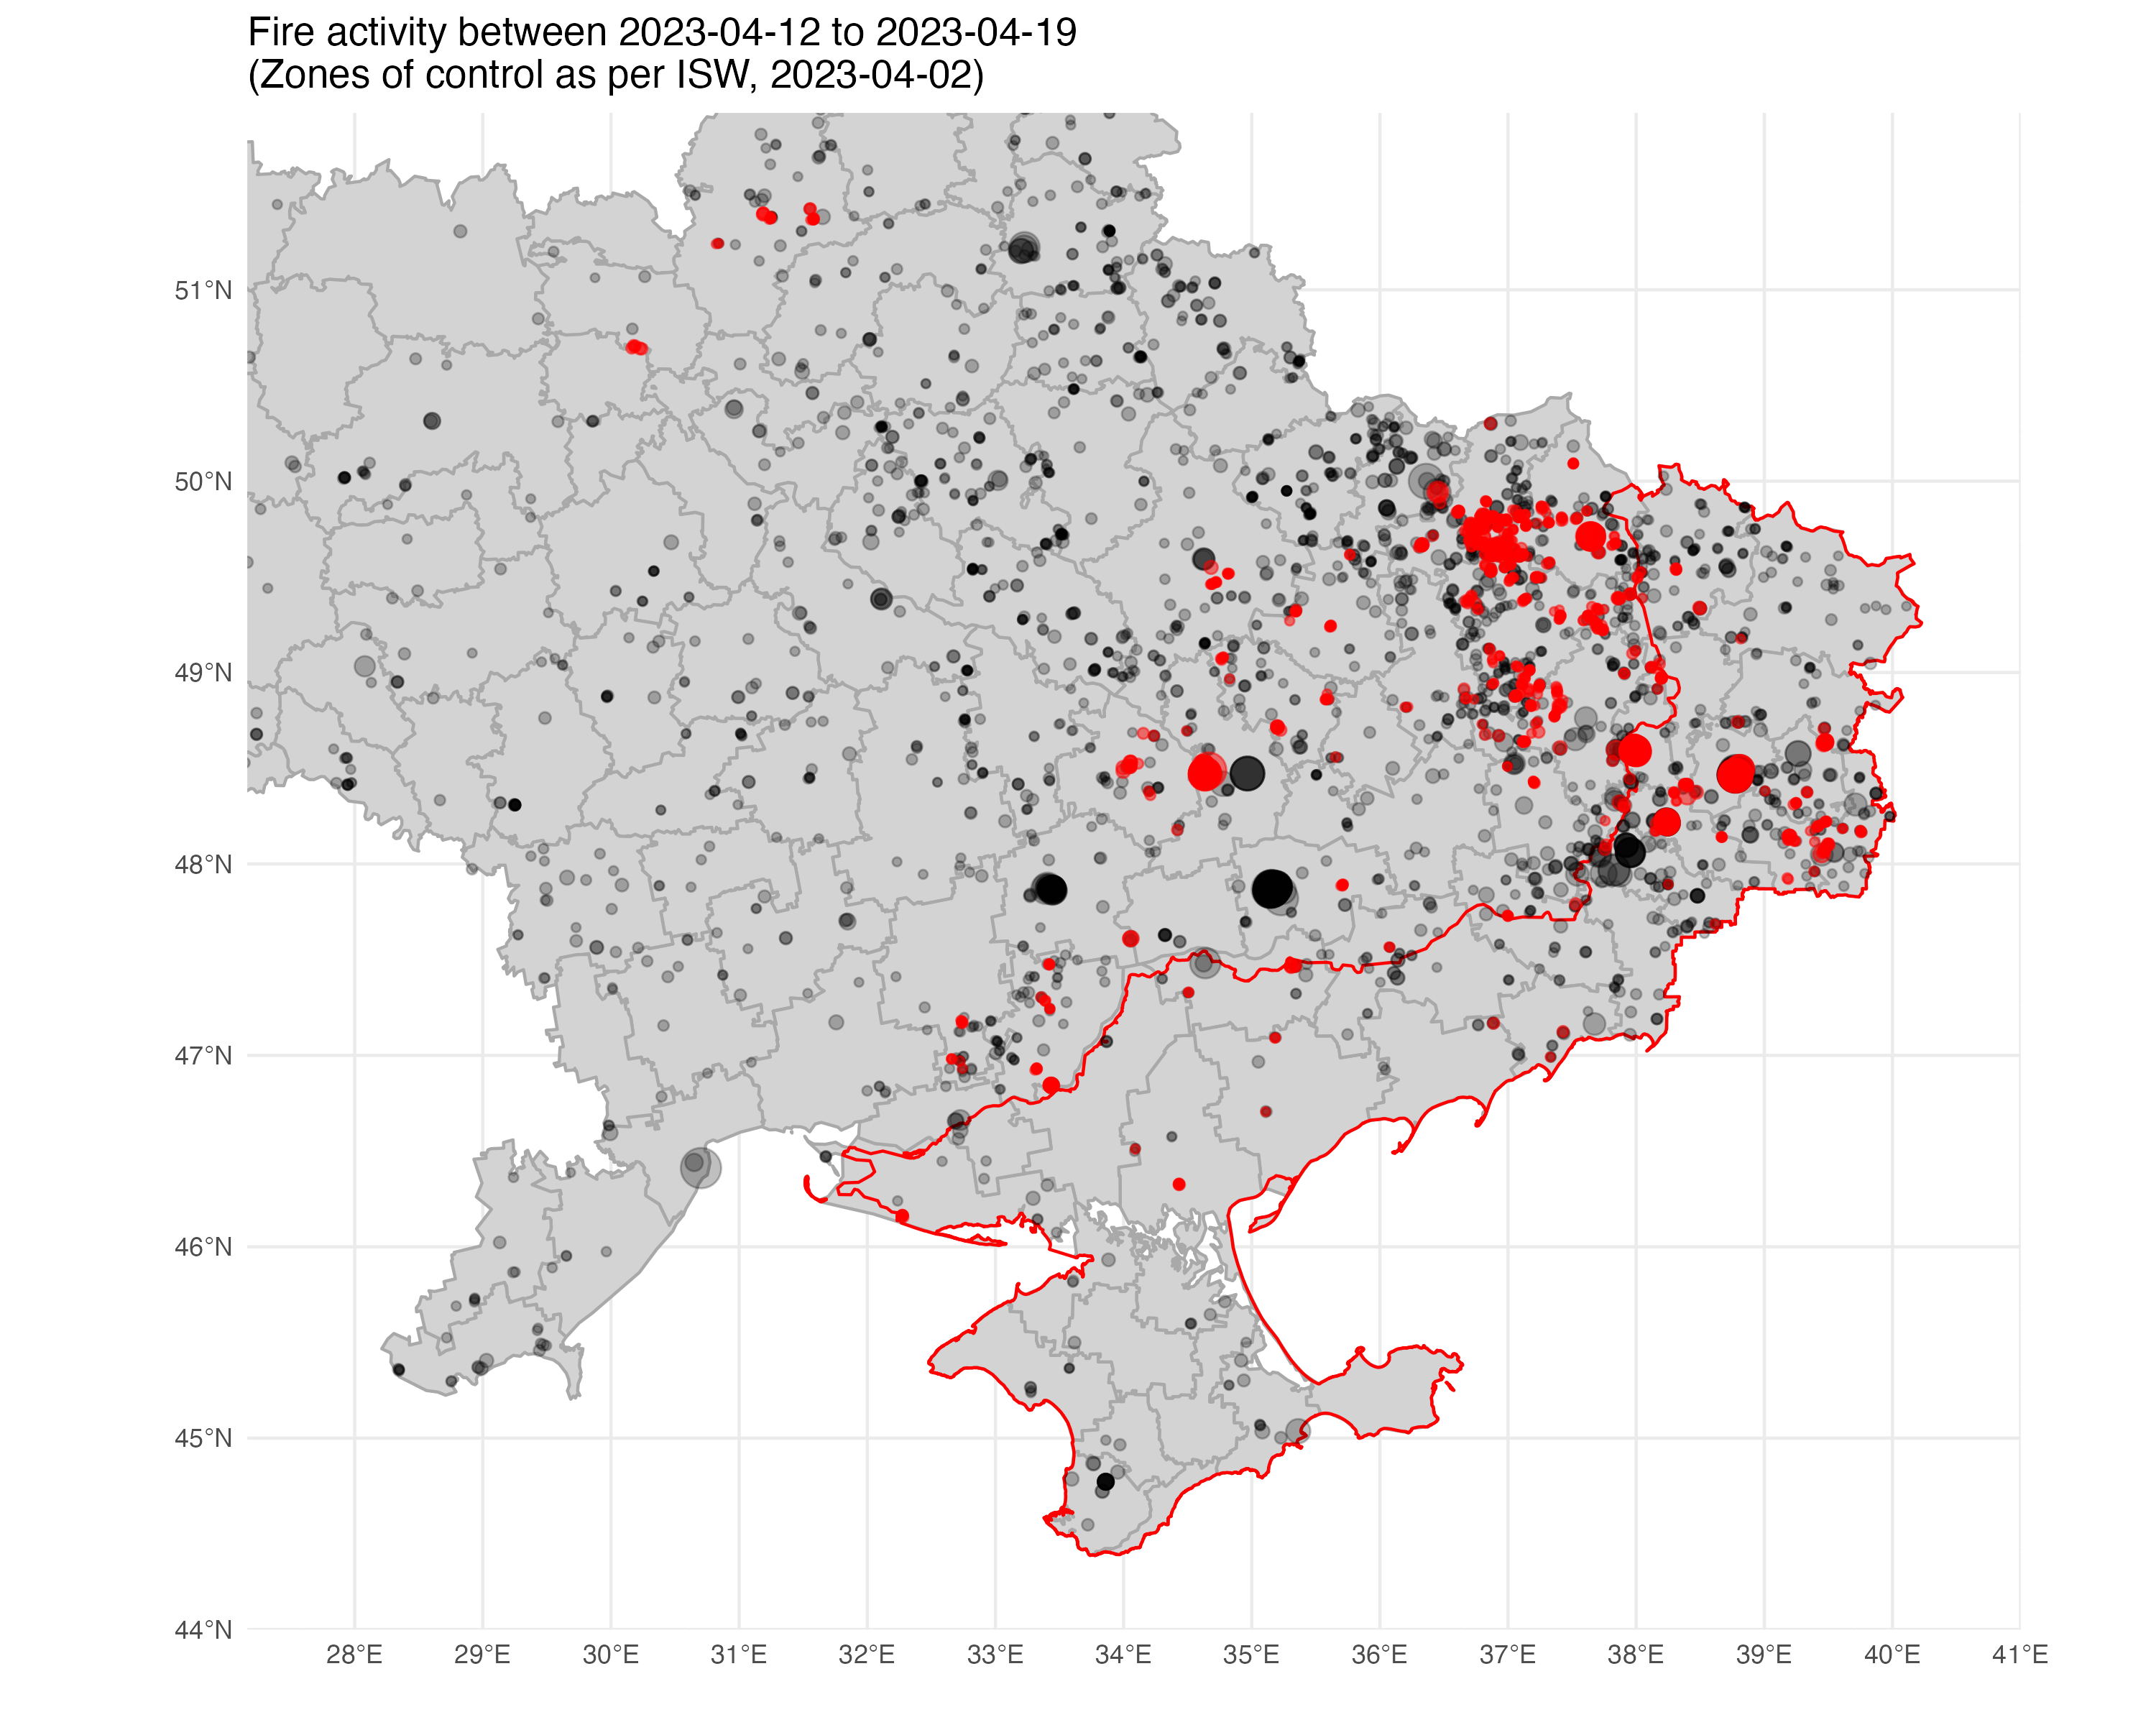 Fire activity between 2023-04-12 to 2023-04-19
(Zones of control as per ISW, 2023-04-02)
51°N
50°N
49°N
48°N
47°N
46°N
45°N
44°N
28°E 29°E 30°E 31°E 32°E 33°E 34°E 35°E 36°E 37°E 38°E 39°E 40°E 41°E